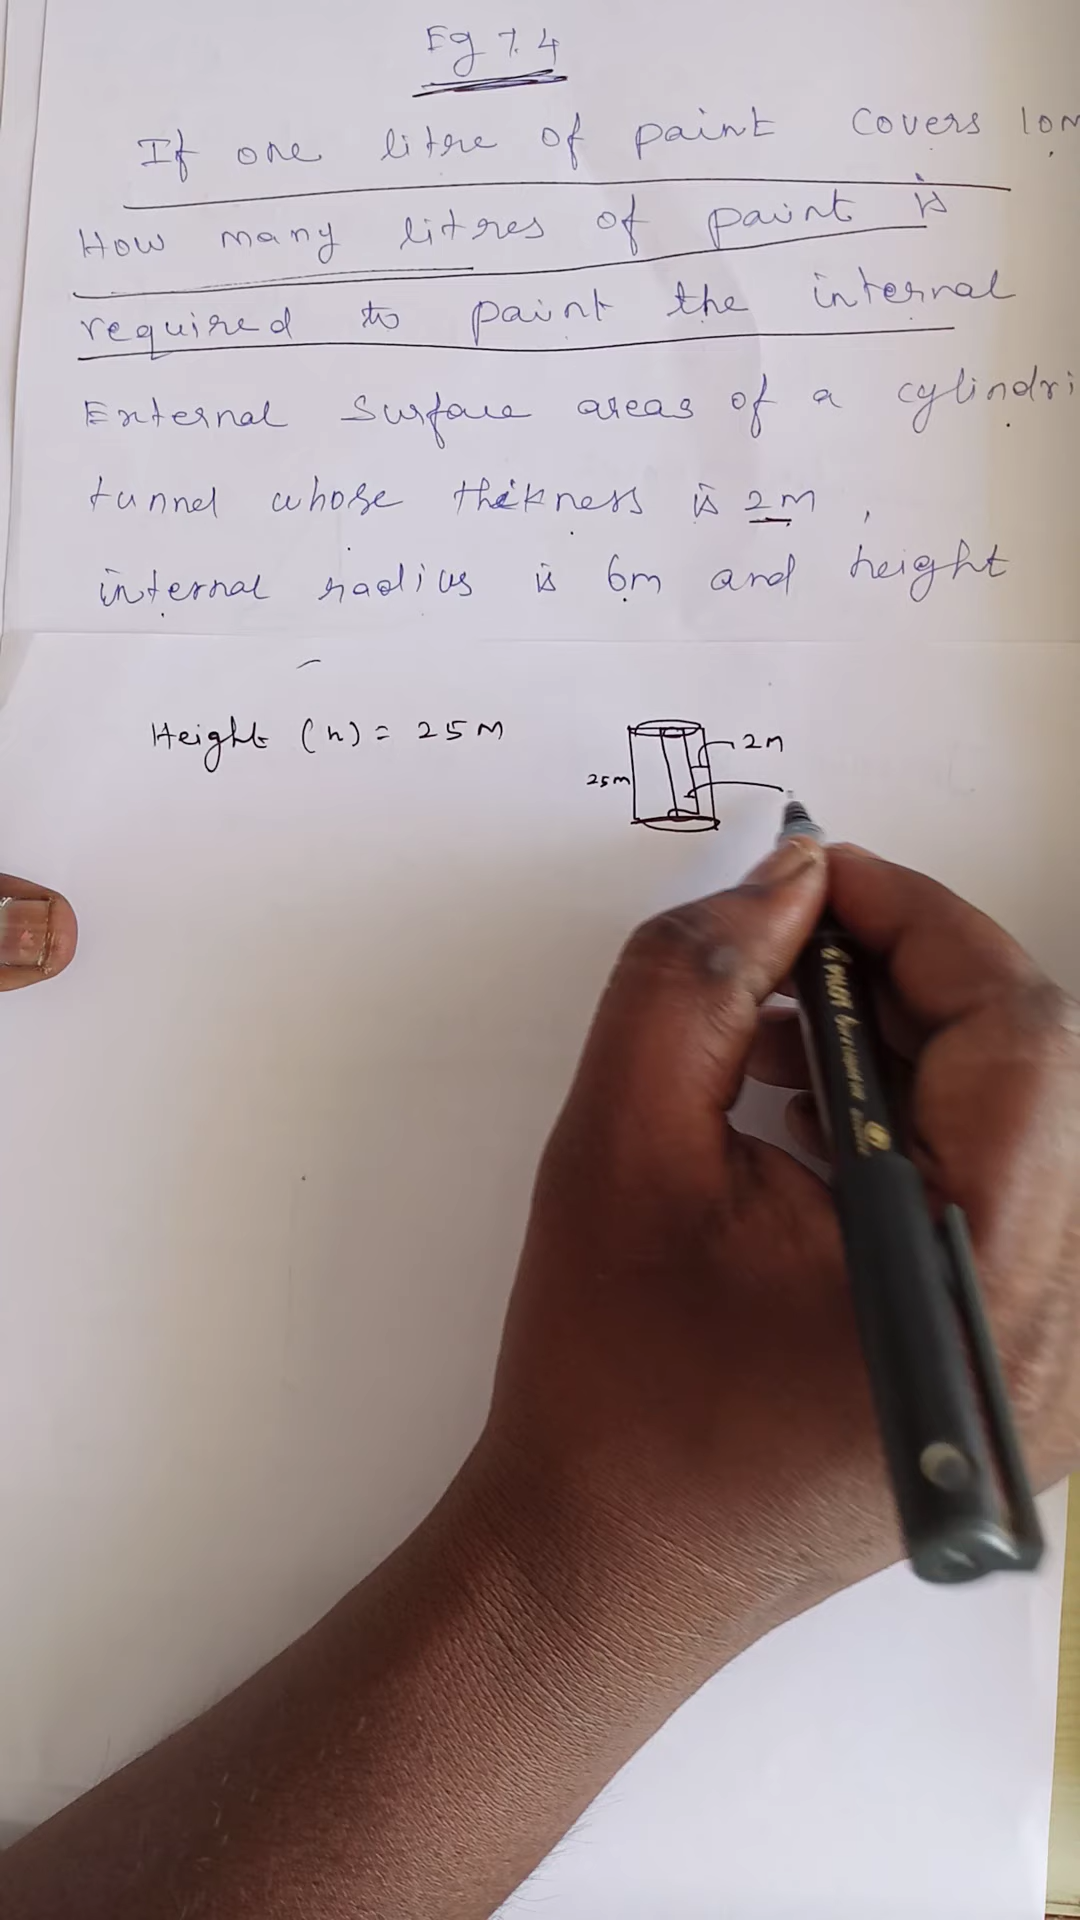 Eg 7.4
If one litre of paint covers 10m
How many litres of paint is
required to paint the internal
External surface areas of a cylindri
tunnel whose thickness is 2m,
internal radius is 6m and height
Height (h) = 25M
2m
25m
PILOT